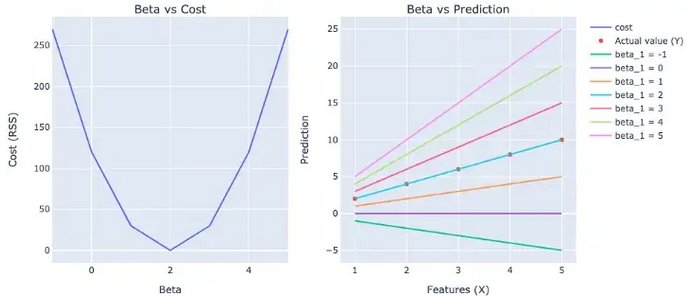 Beta vs Cost
Beta vs Prediction
250
200
150
100
50
0
Cost (RSS)
0
2
4
Beta
25
20
15
10
5
0
−5
Prediction
1
2
3
4
5
Features (X)
cost
Actual value (Y)
beta_1 = -1
beta_1 = 0
beta_1 = 1
beta_1 = 2
beta_1 = 3
beta_1 = 4
beta_1 = 5